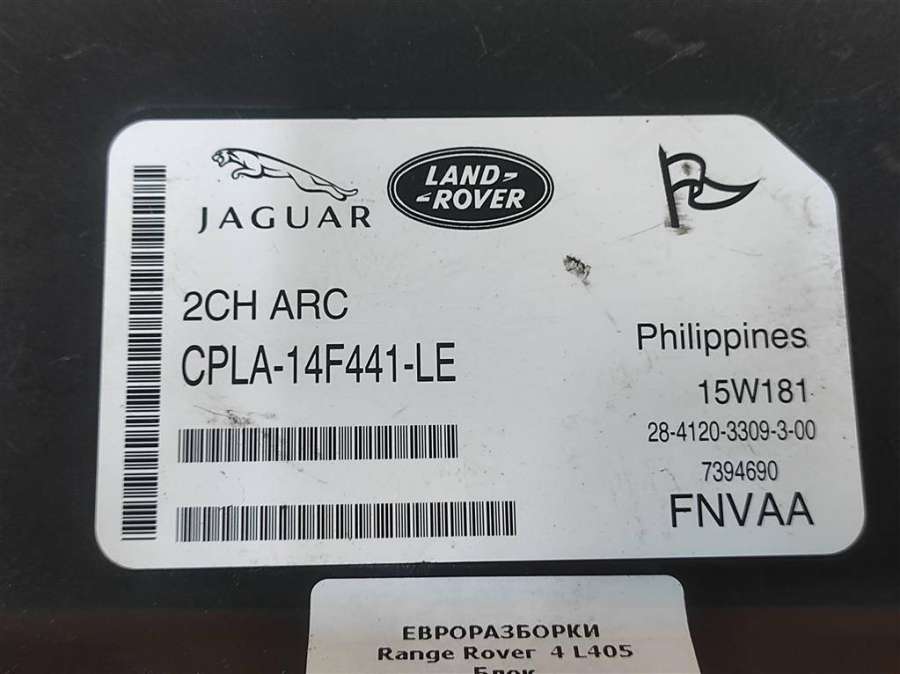 JAGUAR
LAND-
-ROVER
2CH ARC
CPLA-14F441-LE
Philippines
15W181
28-4120-3309-3-00
7394690
FNVAA
ЕВРОРАЗБОРКИ
Range Rover 4 L405
Блок